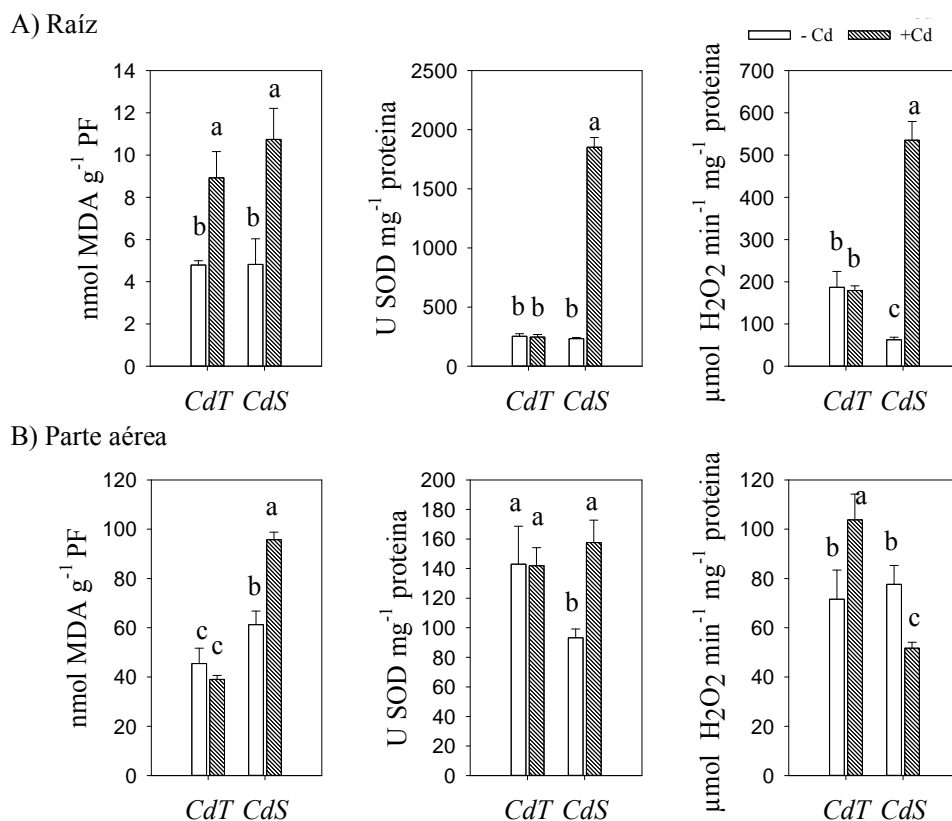 A) Raíz
- Cd +Cd
nmol MDA g⁻¹ PF
14
12
10
8
6
4
2
0
b a b a
CdT CdS
U SOD mg⁻¹ proteina
2500
2000
1500
1000
500
0
b b b a
CdT CdS
µmol H₂O₂ min⁻¹ mg⁻¹ proteina
700
600
500
400
300
200
100
0
b b c a
CdT CdS
B) Parte aérea
nmol MDA g⁻¹ PF
120
100
80
60
40
20
0
c c b a
CdT CdS
U SOD mg⁻¹ proteina
200
180
160
140
120
100
80
60
40
20
0
a a b a
CdT CdS
µmol H₂O₂ min⁻¹ mg⁻¹ proteina
120
100
80
60
40
20
0
b a b c
CdT CdS